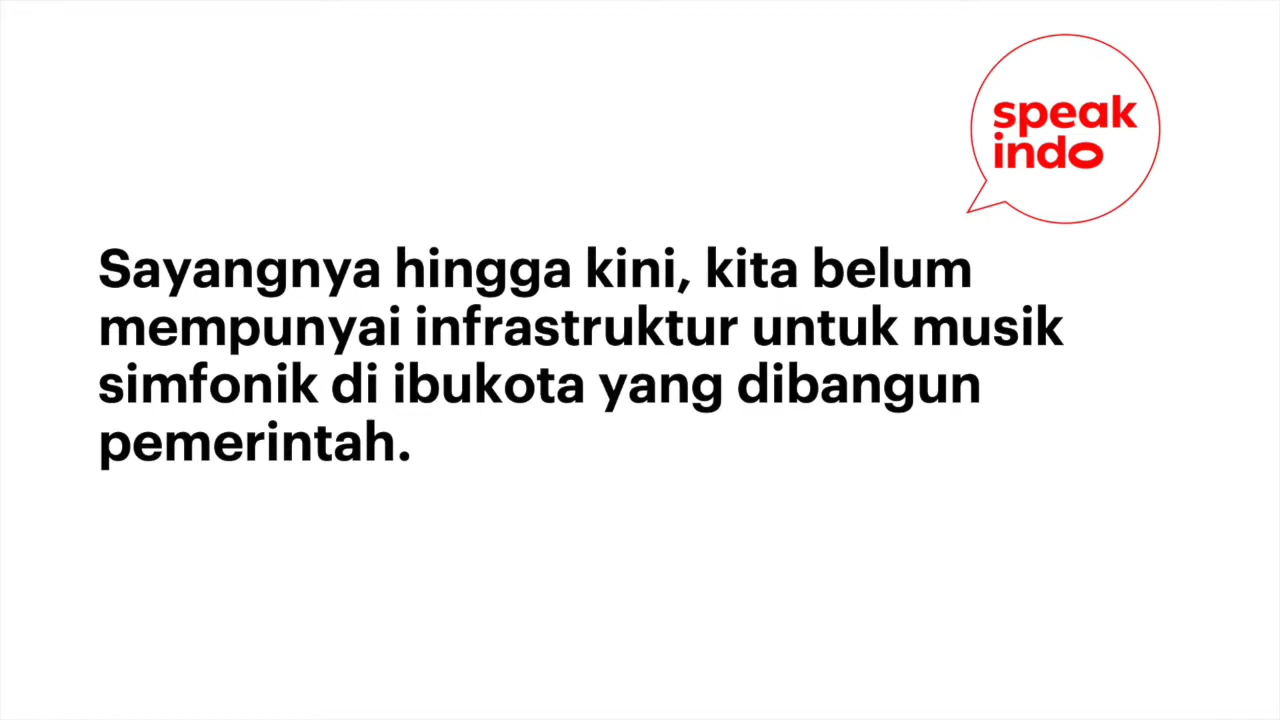 speak
indo
Sayangnya hingga kini, kita belum
mempunyai infrastruktur untuk musik
simfonik di ibukota yang dibangun
pemerintah.